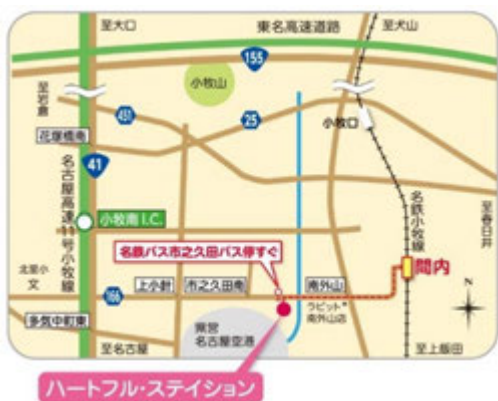 至大口
東名高速道路
至犬山
155
至岩倉
小牧山
451
25
小牧口
花塚橋南
41
名古屋高速11号小牧線
小牧南 I.C.
名鉄小牧線
至春日井
名鉄バス市之久田バス停すぐ
間内
北里小
文
166
上小針
市之久田南
南外山
ラビット
南外山店
多気中町東
県営
名古屋空港
N
至名古屋
至上飯田
ハートフル・ステイション